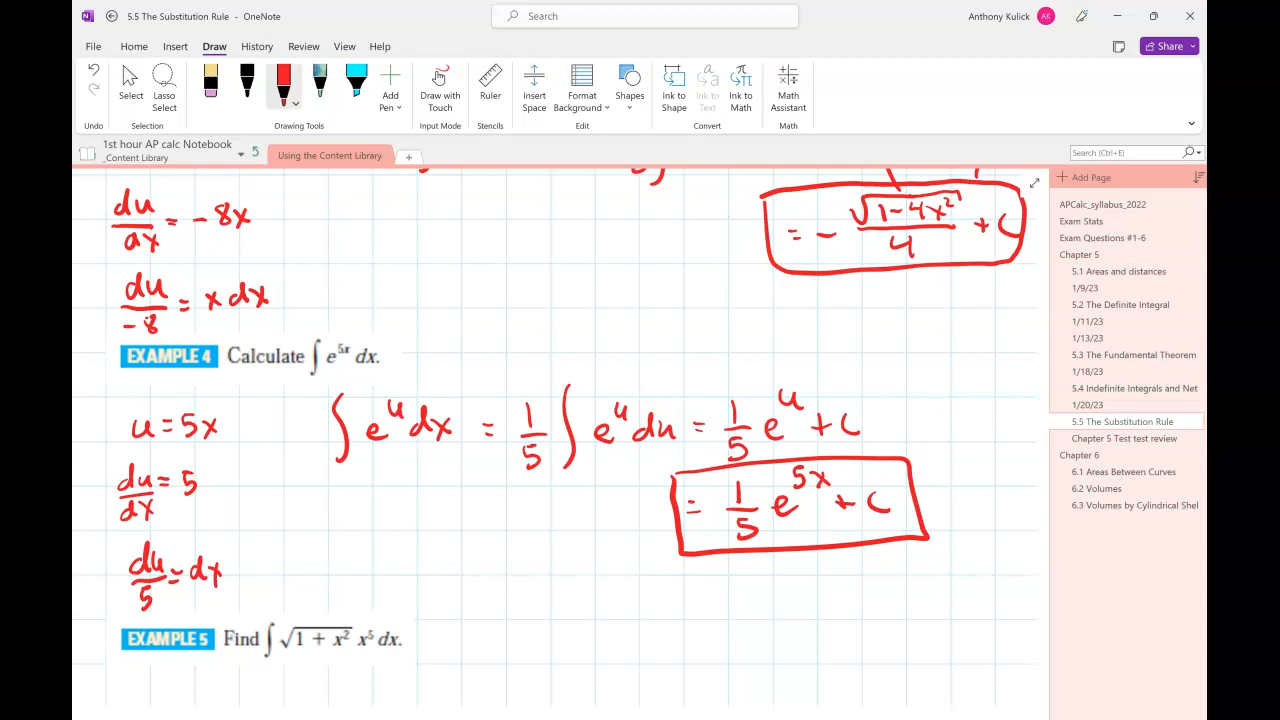 5.5 The Substitution Rule - OneNote
Search
Anthony Kulick
AK
File Home Insert Draw History Review View Help
Share
Undo
Select
Lasso Select
Add Pen
Draw with Touch
Ruler
Insert Space
Format Background
Shapes
Ink to Shape
Ink to Text
Ink to Math
Math Assistant
Undo Selection Drawing Tools Input Mode Stencils Edit Convert Math
1st hour AP calc Notebook
_Content Library
Using the Content Library
Search (Ctrl+E)
Add Page
APCalc_syllabus_2022
Exam Stats
Exam Questions #1-6
Chapter 5
5.1 Areas and distances
1/9/23
5.2 The Definite Integral
1/11/23
1/13/23
5.3 The Fundamental Theorem
1/18/23
5.4 Indefinite Integrals and Net
1/20/23
5.5 The Substitution Rule
Chapter 5 Test test review
Chapter 6
6.1 Areas Between Curves
6.2 Volumes
6.3 Volumes by Cylindrical Shel
du/dx = -8x
= - √(1-4x²)/4 + C
du/-8 = x dx
EXAMPLE 4 Calculate ∫ e^{5x} dx.
u = 5x
∫ e^u dx = 1/5 ∫ e^u du = 1/5 e^u + C
du/dx = 5
= 1/5 e^{5x} + C
du/5 = dx
EXAMPLE 5 Find ∫ √(1 + x²) x⁵ dx.